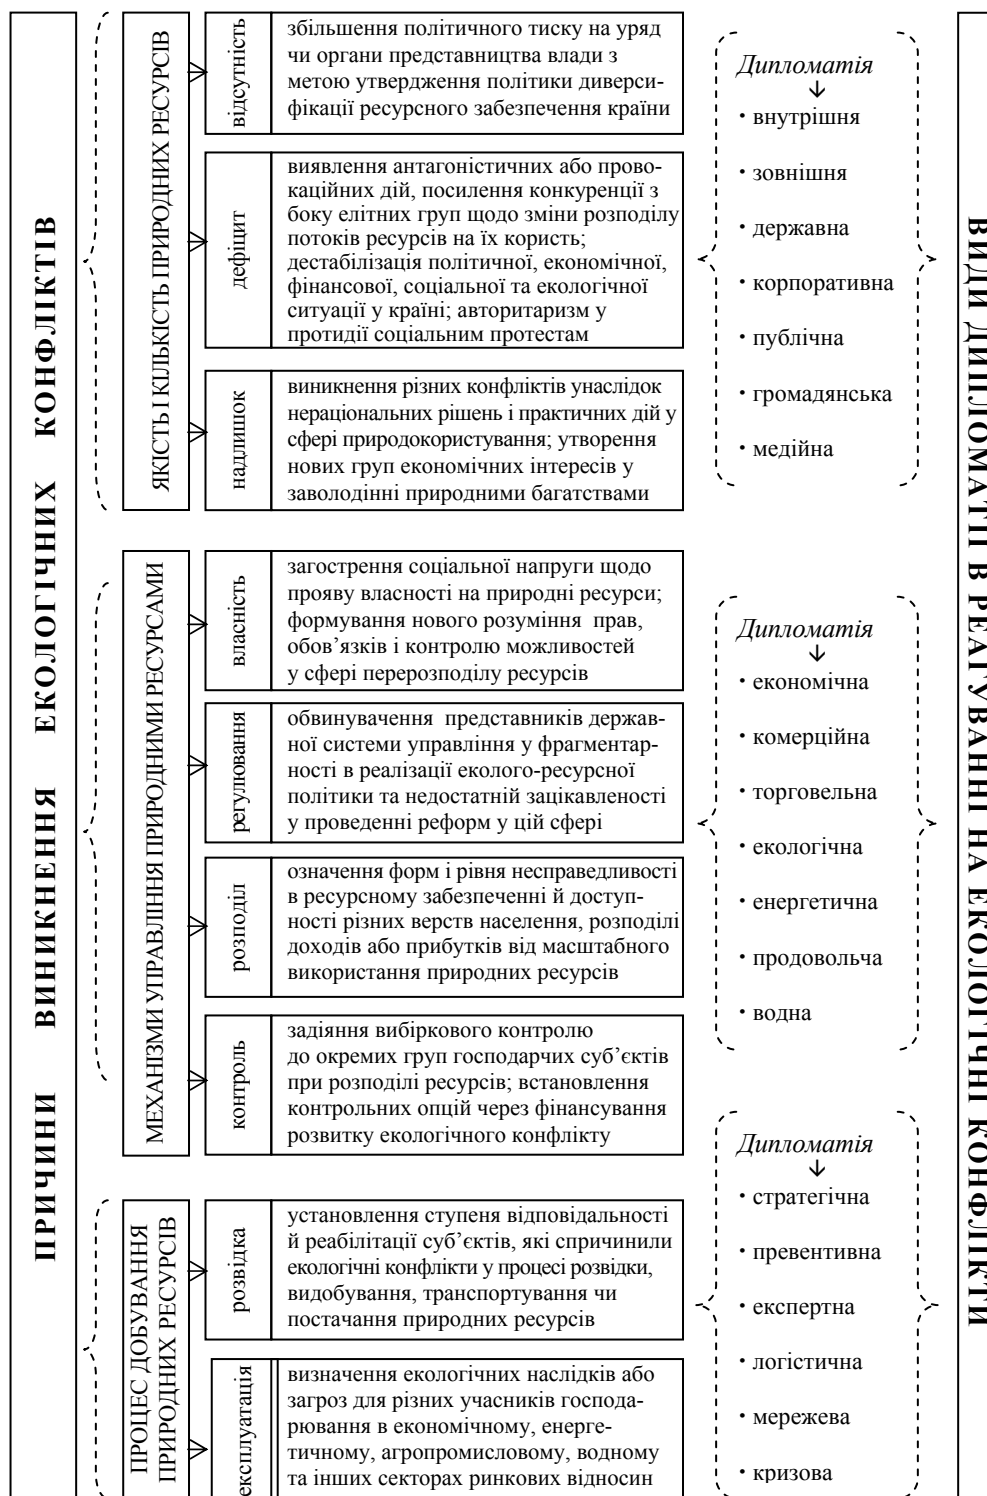 ПРИЧИНИ ВИНИКНЕННЯ ЕКОЛОГІЧНИХ КОНФЛІКТІВ
ЯКІСТЬ І КІЛЬКІСТЬ ПРИРОДНИХ РЕСУРСІВ
відсутність
збільшення політичного тиску на уряд
чи органи представництва влади з
метою утвердження політики диверси-
фікації ресурсного забезпечення країни
дефіцит
виявлення антагоністичних або прово-
каційних дій, посилення конкуренції з
боку елітних груп щодо зміни розподілу
потоків ресурсів на їх користь;
дестабілізація політичної, економічної,
фінансової, соціальної та екологічної
ситуації у країні; авторитаризм у
протидії соціальним протестам
надлишок
виникнення різних конфліктів унаслідок
нераціональних рішень і практичних дій у
сфері природокористування; утворення
нових груп економічних інтересів у
заволодінні природними багатствами
Дипломатія
· внутрішня
· зовнішня
· державна
· корпоративна
· публічна
· громадянська
· медійна
МЕХАНІЗМИ УПРАВЛІННЯ ПРИРОДНИМИ РЕСУРСАМИ
власність
загострення соціальної напруги щодо
прояву власності на природні ресурси;
формування нового розуміння прав,
обов’язків і контролю можливостей
у сфері перерозподілу ресурсів
регулювання
обвинувачення представників держав-
ної системи управління у фрагментар-
ності в реалізації еколого-ресурсної
політики та недостатній зацікавленості
у проведенні реформ у цій сфері
розподіл
означення форм і рівня несправедливості
в ресурсному забезпеченні й доступ-
ності різних верств населення, розподілі
доходів або прибутків від масштабного
використання природних ресурсів
контроль
задіяння вибіркового контролю
до окремих груп господарчих суб’єктів
при розподілі ресурсів; встановлення
контрольних опцій через фінансування
розвитку екологічного конфлікту
Дипломатія
· економічна
· комерційна
· торговельна
· екологічна
· енергетична
· продовольча
· водна
ПРОЦЕС ДОБУВАННЯ
ПРИРОДНИХ РЕСУРСІВ
розвідка
установлення ступеня відповідальності
й реабілітації суб’єктів, які спричинили
екологічні конфлікти у процесі розвідки,
видобування, транспортування чи
постачання природних ресурсів
експлуатація
визначення екологічних наслідків або
загроз для різних учасників господа-
рювання в економічному, енерге-
тичному, агропромисловому, водному
та інших секторах ринкових відносин
Дипломатія
· стратегічна
· превентивна
· експертна
· логістична
· мережева
· кризова
ВИДИ ДИПЛОМАТІЇ В РЕАГУВАННІ НА ЕКОЛОГІЧНІ КОНФЛІКТИ